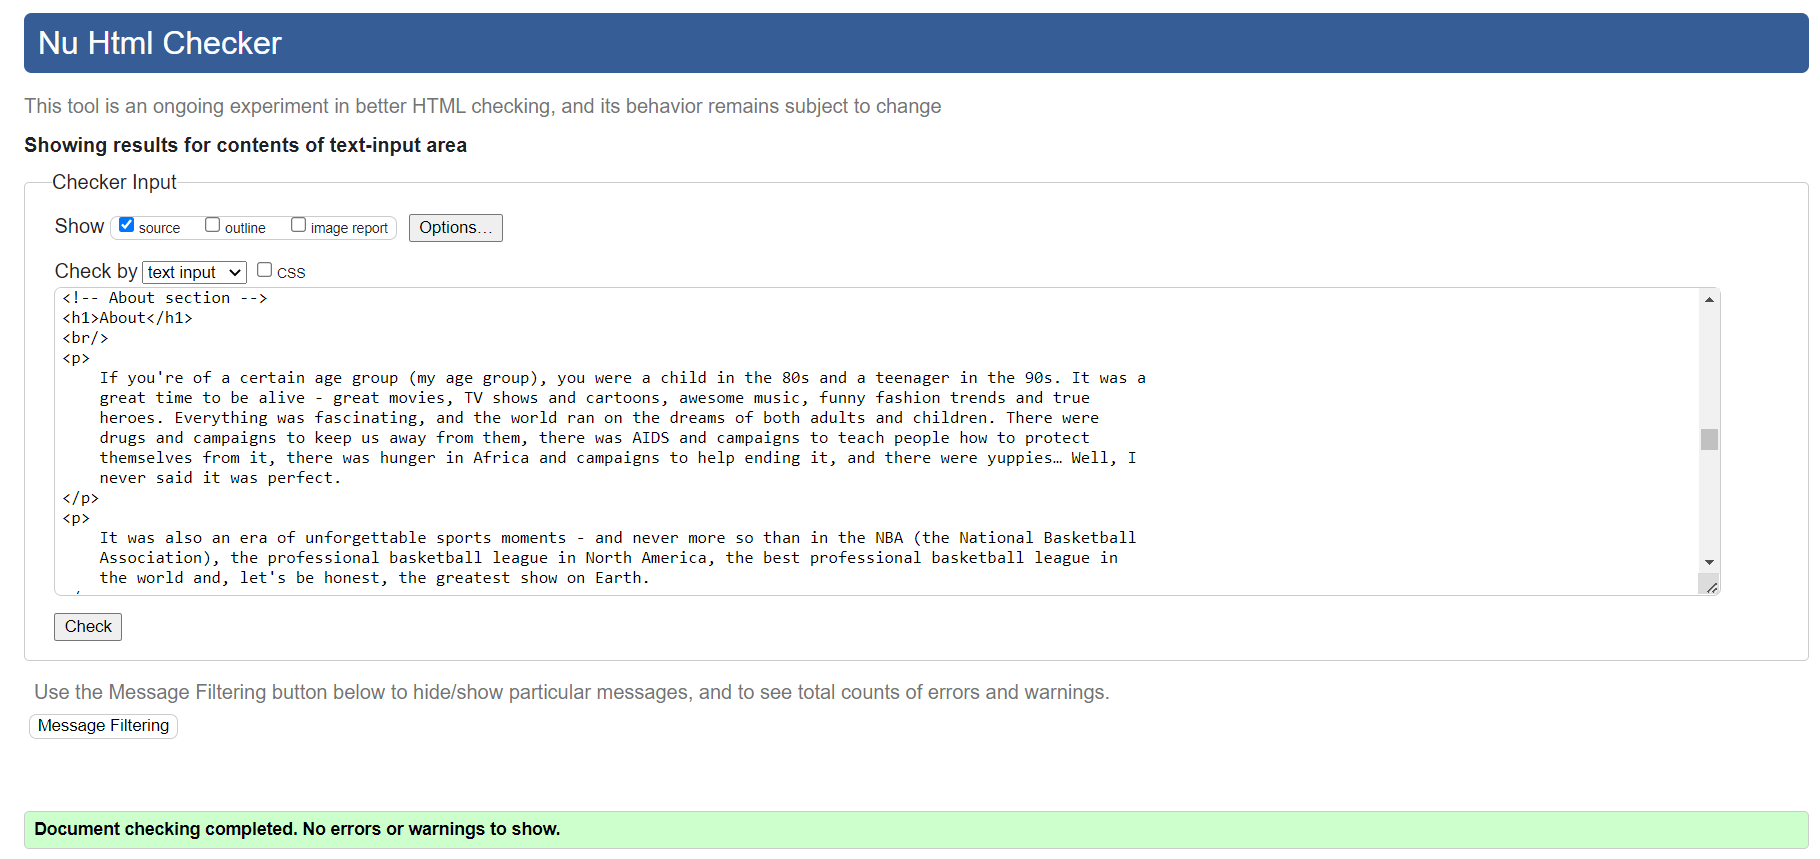 Nu Html Checker
This tool is an ongoing experiment in better HTML checking, and its behavior remains subject to change
Showing results for contents of text-input area
Checker Input
Show source outline image report Options...
Check by text input CSS
<!-- About section -->
<h1>About</h1>
<br/>
<p>
If you're of a certain age group (my age group), you were a child in the 80s and a teenager in the 90s. It was a
great time to be alive - great movies, TV shows and cartoons, awesome music, funny fashion trends and true
heroes. Everything was fascinating, and the world ran on the dreams of both adults and children. There were
drugs and campaigns to keep us away from them, there was AIDS and campaigns to teach people how to protect
themselves from it, there was hunger in Africa and campaigns to help ending it, and there were yuppies… Well, I
never said it was perfect.
</p>
<p>
It was also an era of unforgettable sports moments - and never more so than in the NBA (the National Basketball
Association), the professional basketball league in North America, the best professional basketball league in
the world and, let's be honest, the greatest show on Earth.
Check
Use the Message Filtering button below to hide/show particular messages, and to see total counts of errors and warnings.
Message Filtering
Document checking completed. No errors or warnings to show.